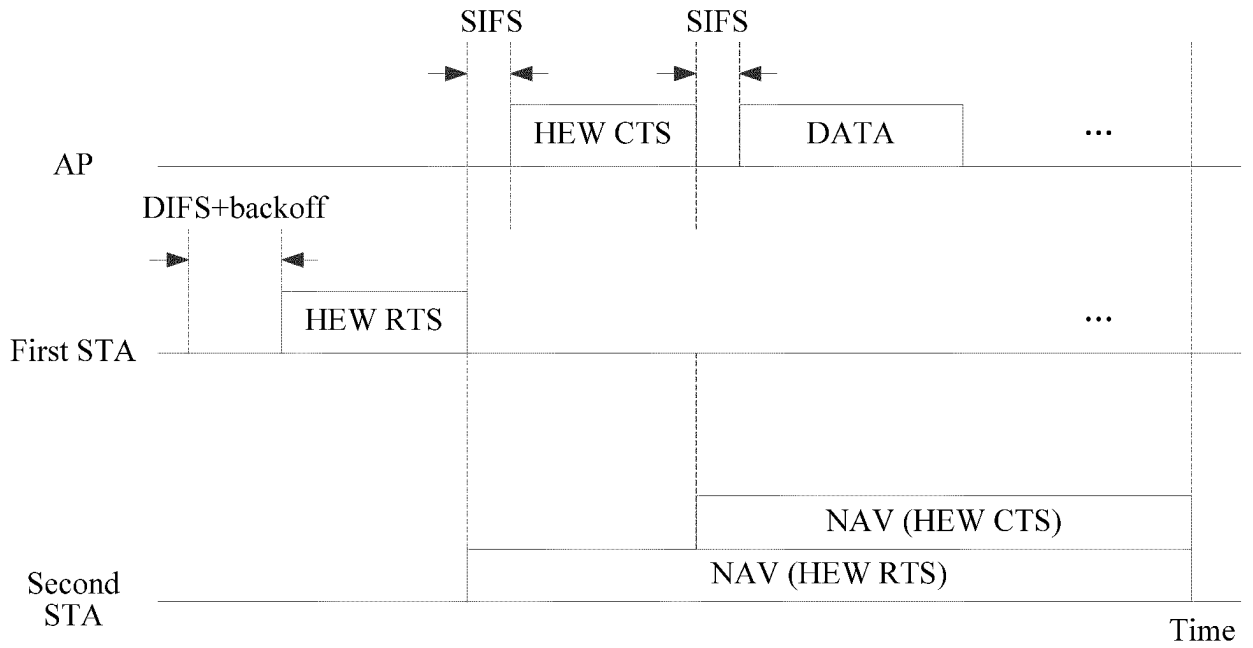 SIFS
SIFS
HEW CTS
DATA
...
AP
DIFS+backoff
HEW RTS
...
First STA
NAV (HEW CTS)
NAV (HEW RTS)
Second
STA
Time